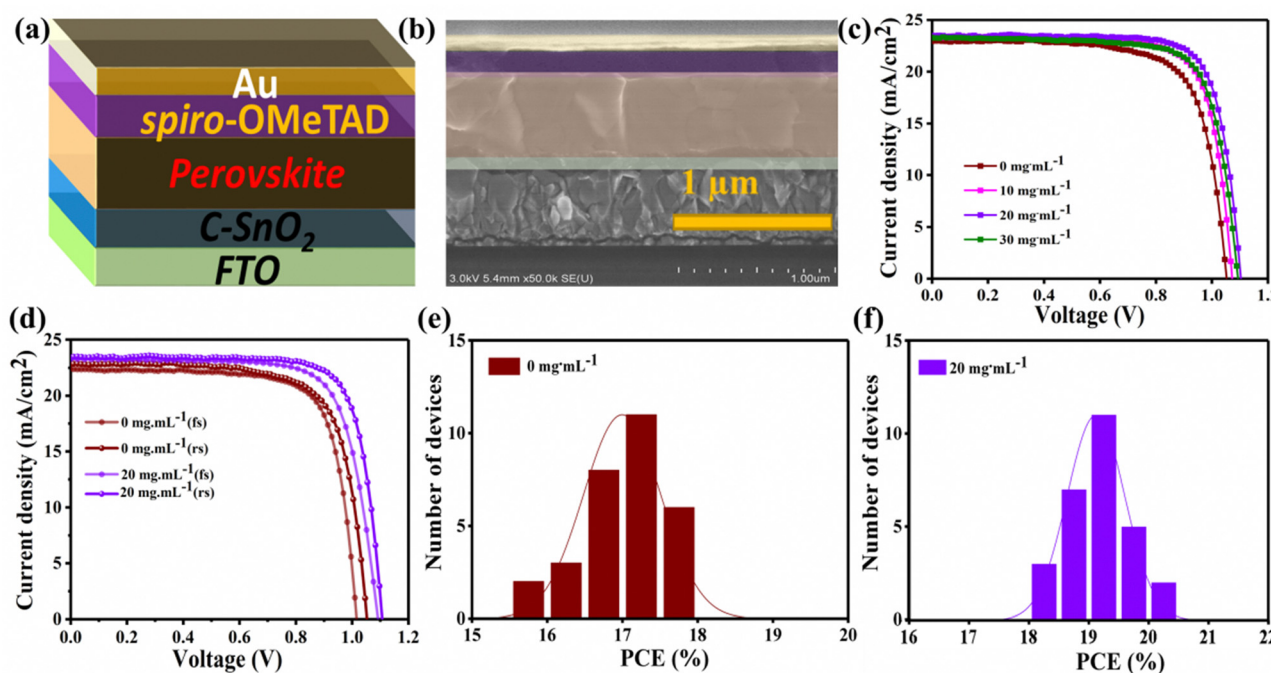 (a)
Au
spiro-OMeTAD
Perovskite
C-SnO₂
FTO
(b)
1 µm
3.0kV 5.4mm x50.0k SE(U)
1.00um
(c)
Current density (mA/cm²)
25
20
15
10
5
0
0 mg·mL⁻¹
10 mg·mL⁻¹
20 mg·mL⁻¹
30 mg·mL⁻¹
0.0 0.2 0.4 0.6 0.8 1.0 1.2
Voltage (V)
(d)
Current density (mA/cm²)
25
20
15
10
5
0
0 mg.mL⁻¹(fs)
0 mg.mL⁻¹(rs)
20 mg.mL⁻¹(fs)
20 mg.mL⁻¹(rs)
0.0 0.2 0.4 0.6 0.8 1.0 1.2
Voltage (V)
(e)
Number of devices
15
10
5
0
0 mg·mL⁻¹
15 16 17 18 19 20
PCE (%)
(f)
Number of devices
15
10
5
0
20 mg·mL⁻¹
16 17 18 19 20 21 22
PCE (%)